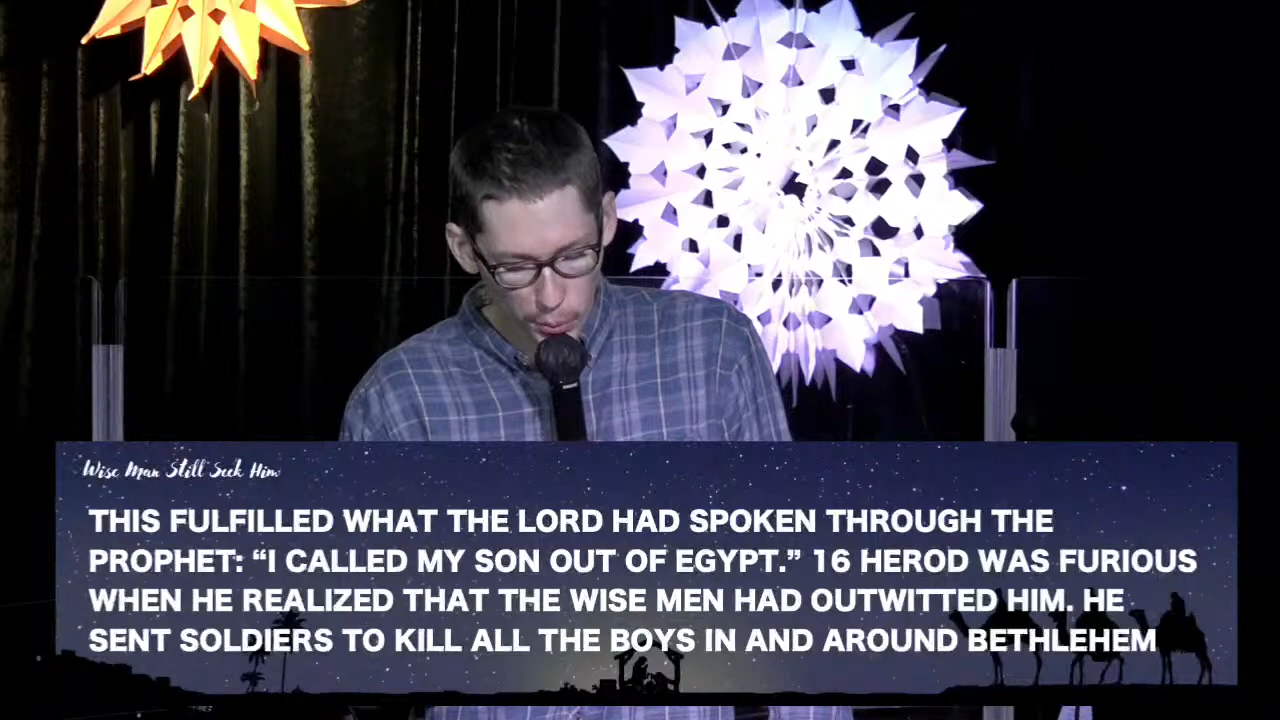 Wise Man Still Seek Him
THIS FULFILLED WHAT THE LORD HAD SPOKEN THROUGH THE
PROPHET: “I CALLED MY SON OUT OF EGYPT.” 16 HEROD WAS FURIOUS
WHEN HE REALIZED THAT THE WISE MEN HAD OUTWITTED HIM. HE
SENT SOLDIERS TO KILL ALL THE BOYS IN AND AROUND BETHLEHEM